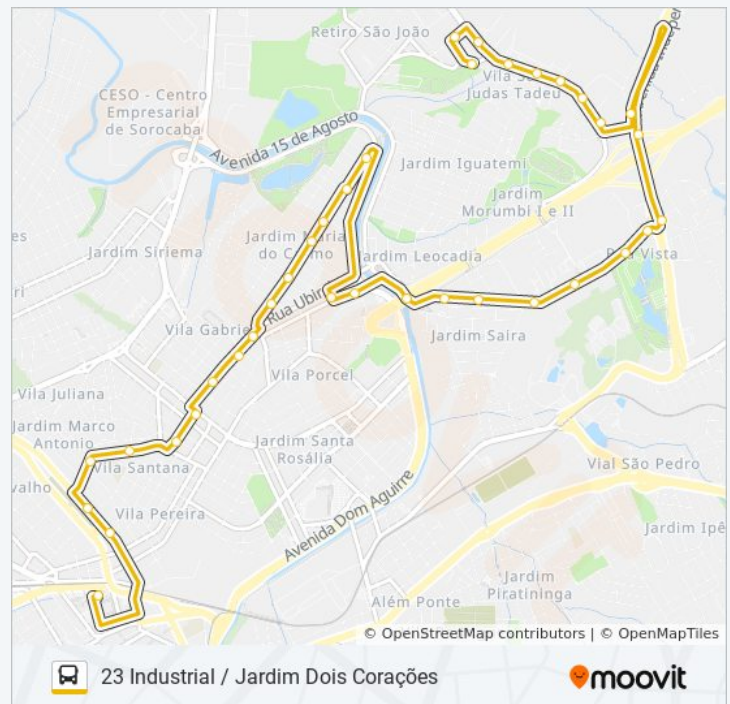 Retiro São João
CESO - Centro
Empresarial
de Sorocaba
Vila S
Judas Tadeu
Avenida 15 de Agosto
Jardim Iguatemi
Jardim
Morumbi I e II
es
Jardim Siriema
Jardim Maria
do Carmo
Jardim Leocadia
Vista
ri
Rua Ubir
Vila Gabriel
Jardim Saira
Vila Porcel
Vila Juliana
Jardim Marco
Antonio
Jardim Santa
Rosália
Vila Santana
valho
Vial São Pedro
Vila Pereira
Avenida Dom Aguirre
Jardim Ipê
Jardim
Piratininga
Além Ponte
© OpenStreetMap contributors | © OpenMapTiles
23 Industrial / Jardim Dois Corações
moovit